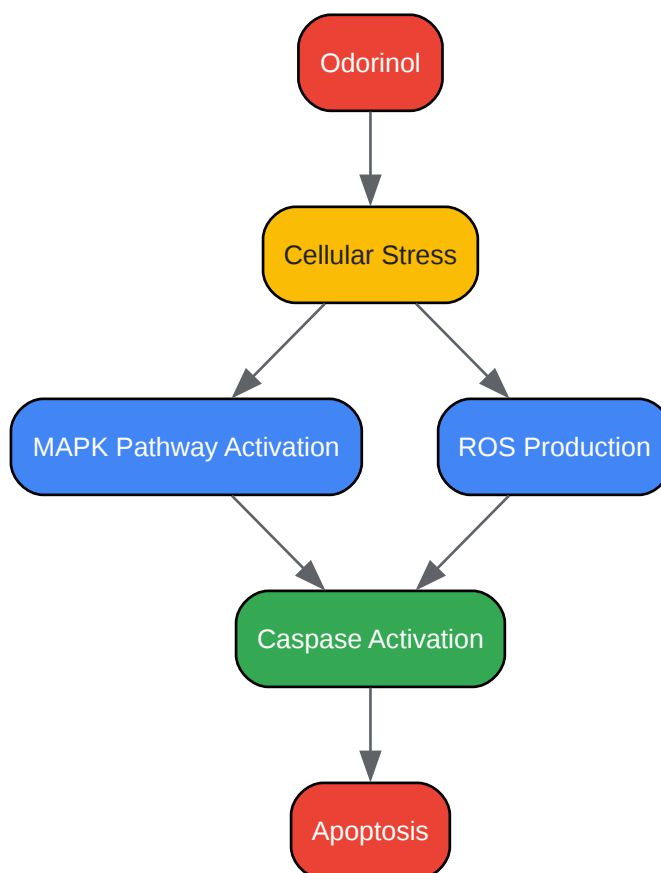 Odorinol
Cellular Stress
MAPK Pathway Activation
ROS Production
Caspase Activation
Apoptosis